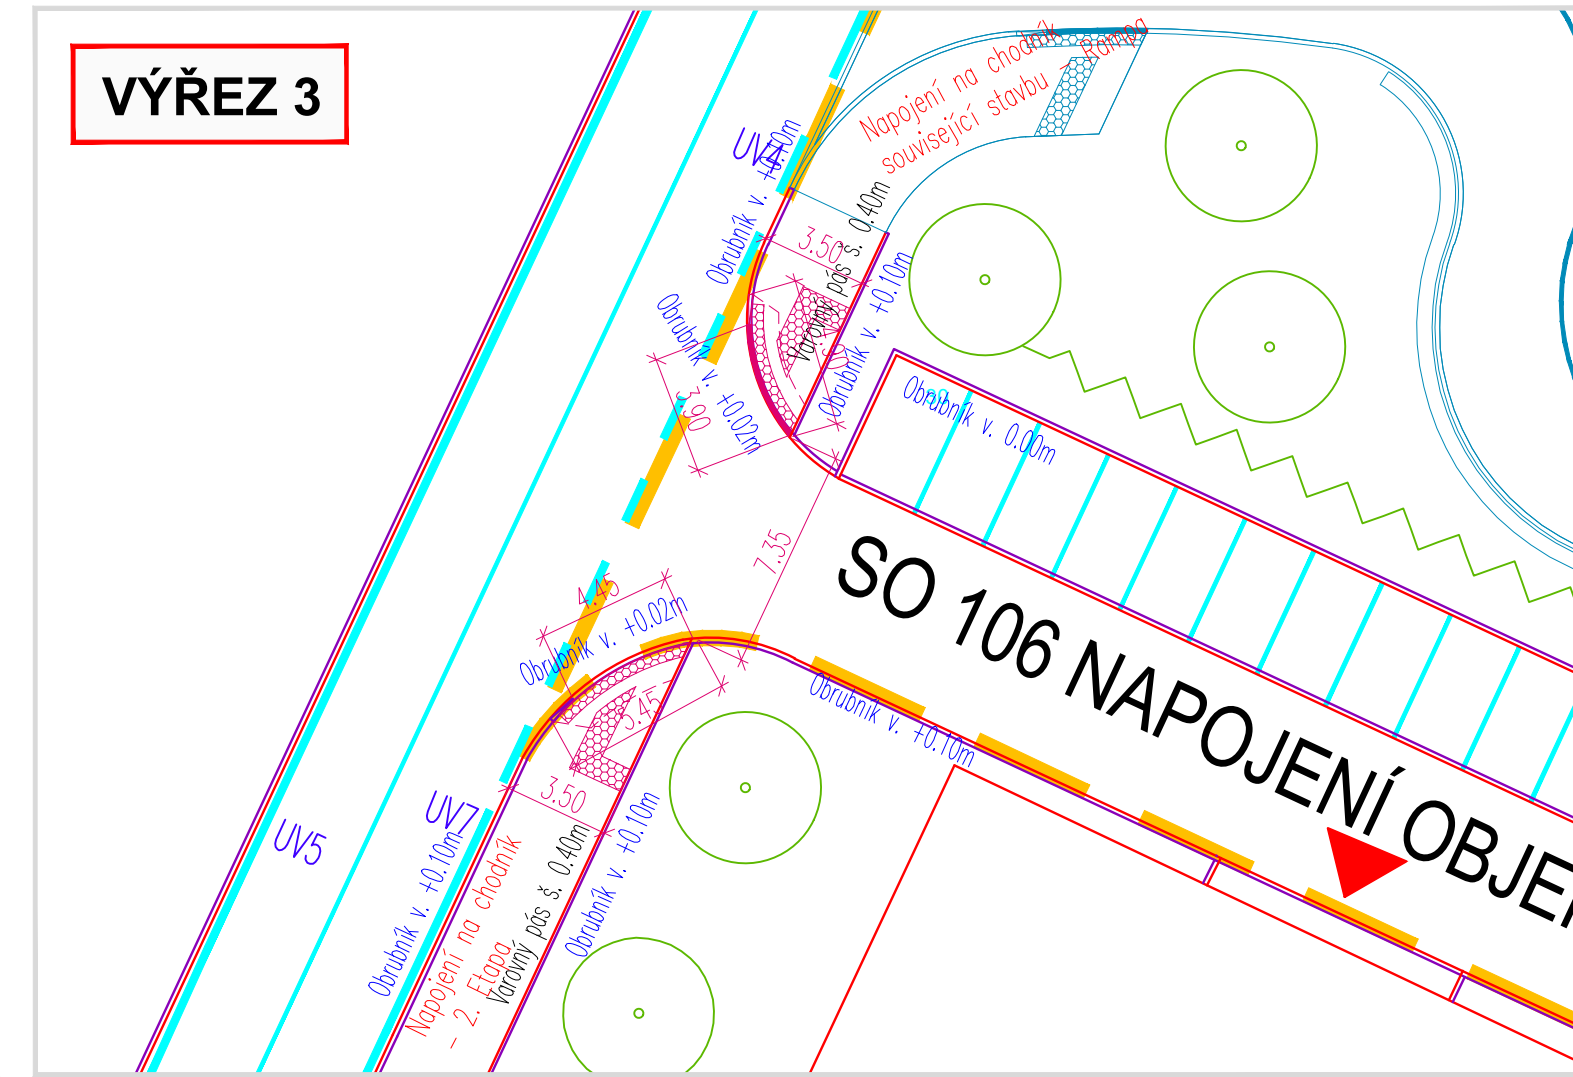 VÝŘEZ 3
Napojení na chodník
související stavbu - Rampa
UV4
Obrubník v. +0.10m
3.50
Varovný pás š. 0.40m
Obrubník v. +0.10m
Obrubník v. +0.02m
3.90
Obrubník v. 0.00m
7.35
SO 106 NAPOJENÍ OBJE
4.45
Obrubník v. +0.02m
5.45
Obrubník v. +0.10m
3.50
UV7
UV5
Obrubník v. +0.10m
Napojení na chodník
- 2. Etapa
Varovný pás š. 0.40m
Obrubník v. +0.10m